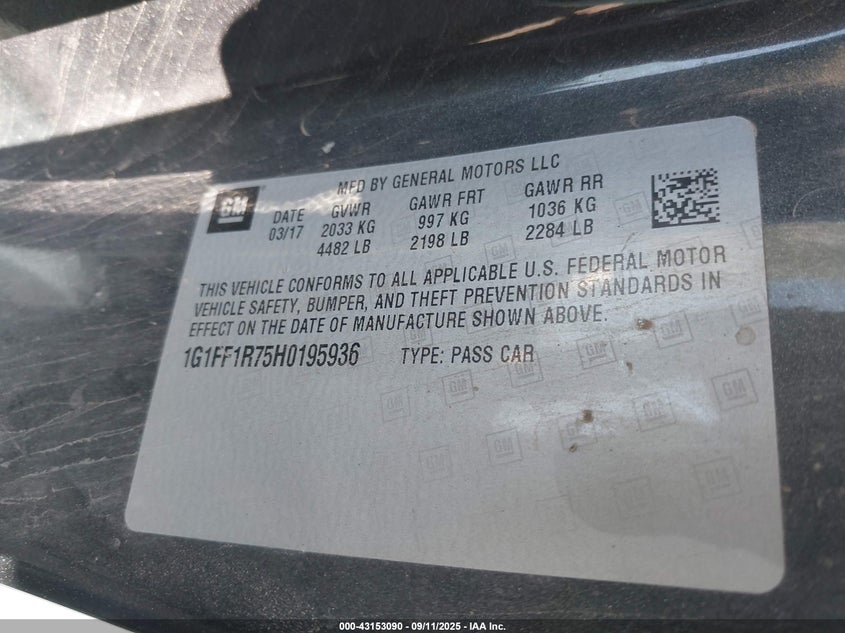 MFD BY GENERAL MOTORS LLC
GM
DATE GVWR GAWR FRT GAWR RR
03/17 2033 KG 997 KG 1036 KG
4482 LB 2198 LB 2284 LB
THIS VEHICLE CONFORMS TO ALL APPLICABLE U.S. FEDERAL MOTOR
VEHICLE SAFETY, BUMPER, AND THEFT PREVENTION STANDARDS IN
EFFECT ON THE DATE OF MANUFACTURE SHOWN ABOVE.
1G1FF1R75H0195936 TYPE: PASS CAR
000-43153090 - 09/11/2025 - IAA Inc.